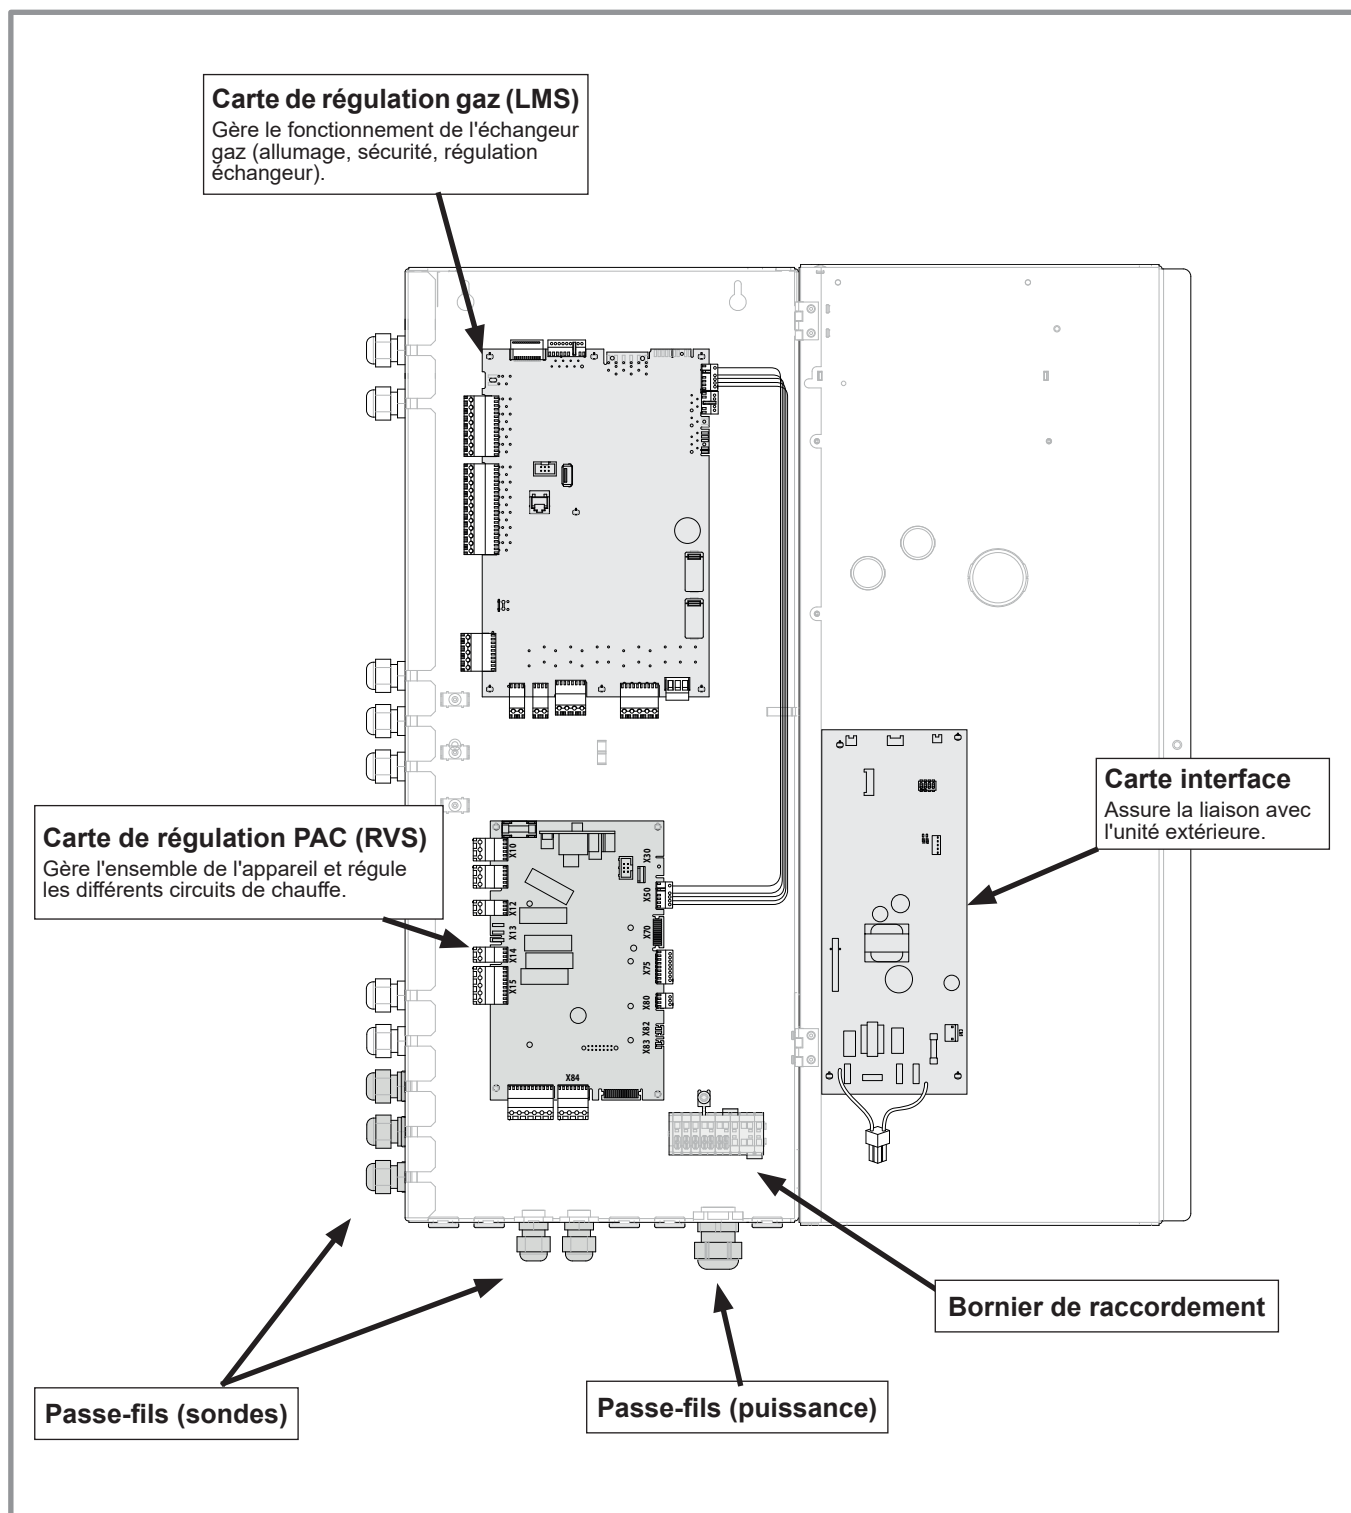 Carte de régulation gaz (LMS)
Gère le fonctionnement de l'échangeur
gaz (allumage, sécurité, régulation
échangeur).
Carte interface
Assure la liaison avec
l'unité extérieure.
Carte de régulation PAC (RVS)
Gère l'ensemble de l'appareil et régule
les différents circuits de chauffe.
X10
X12
X13
X14
X15
X30
X50
X70
X75
X80
X82
X83
X84
Bornier de raccordement
Passe-fils (sondes)
Passe-fils (puissance)